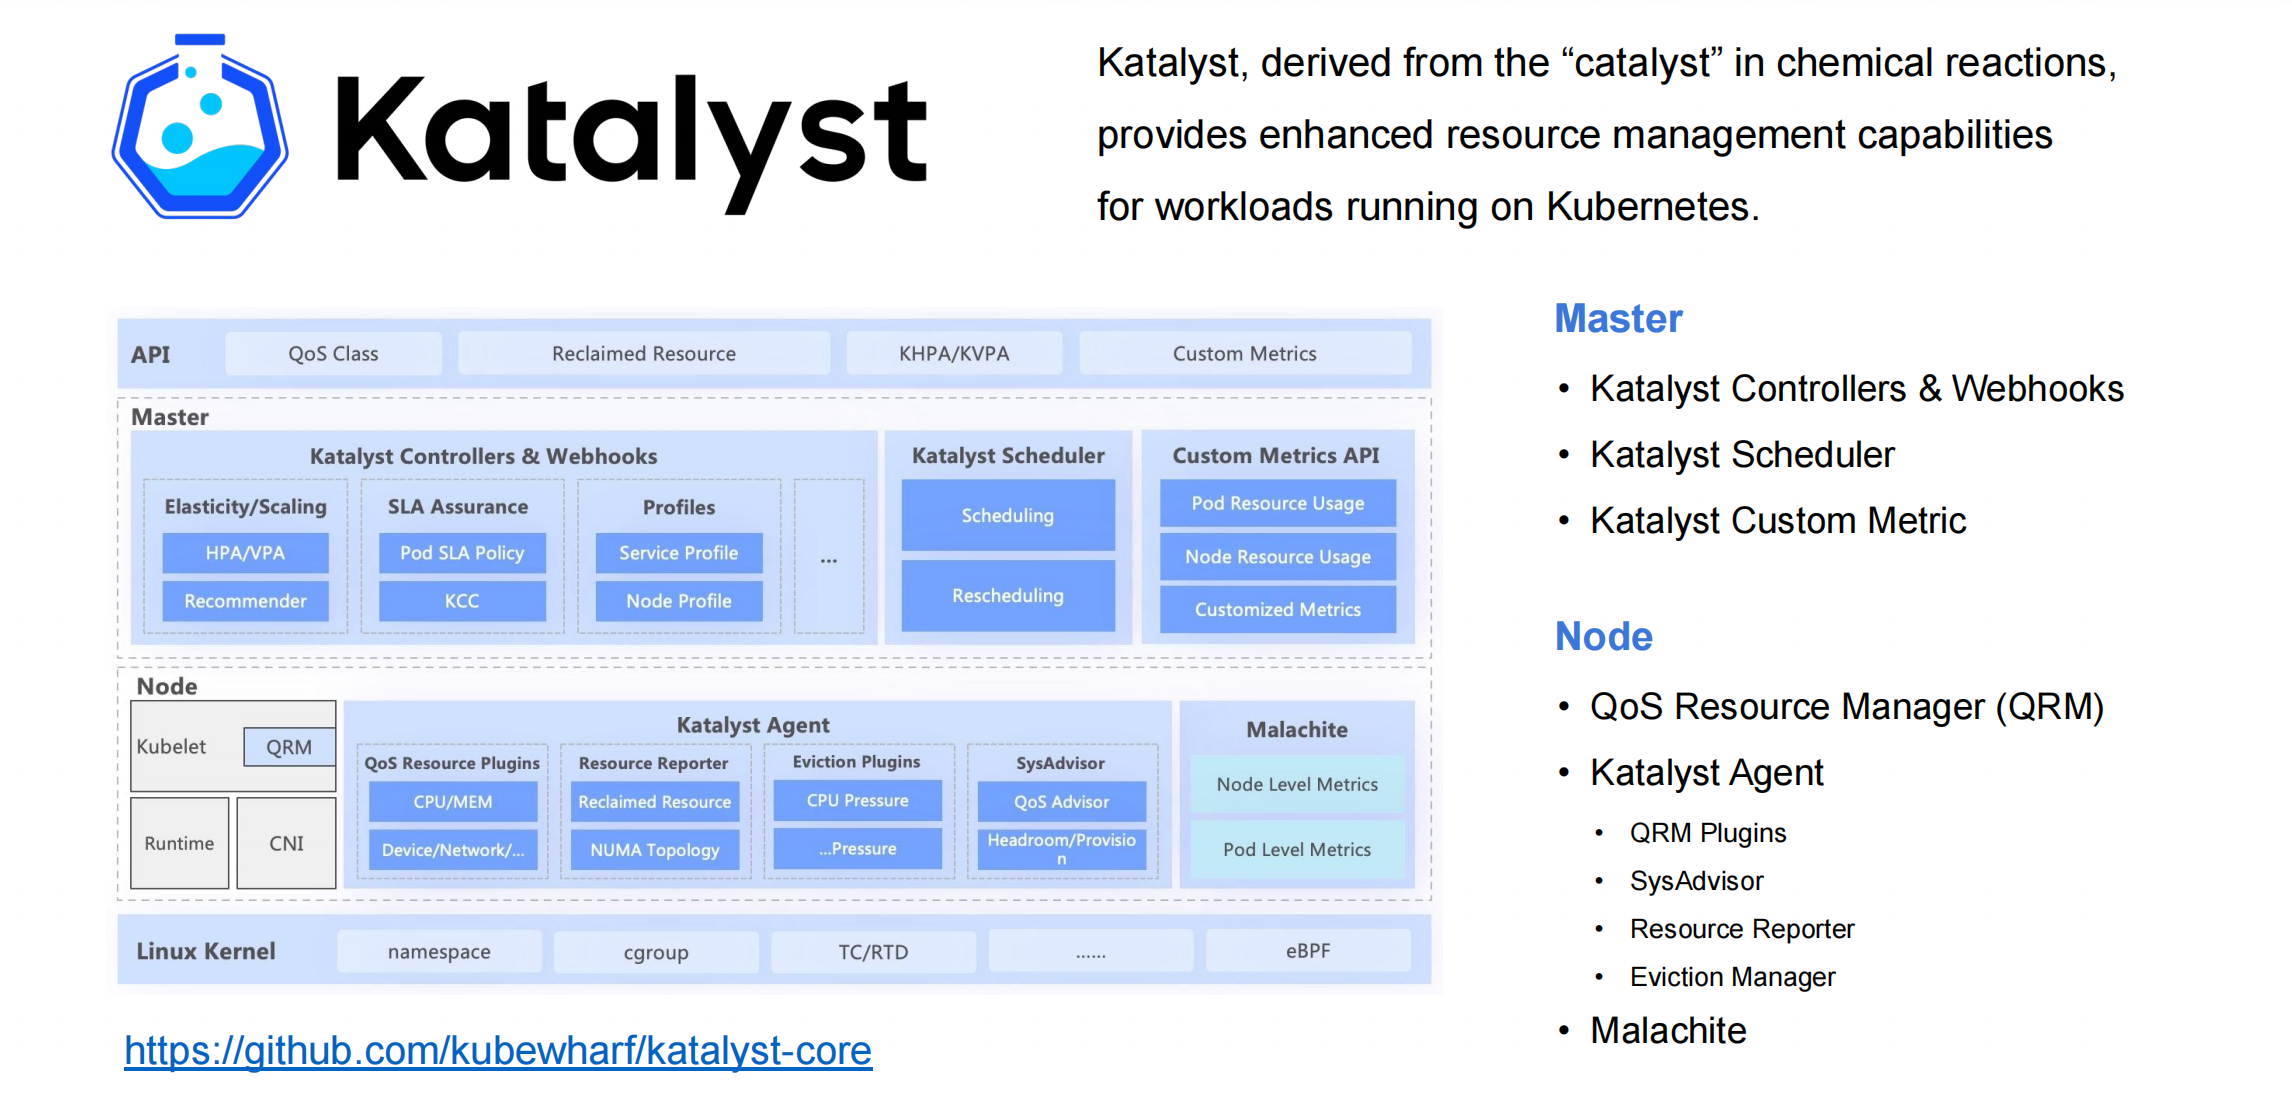 Katalyst
Katalyst, derived from the “catalyst” in chemical reactions,
provides enhanced resource management capabilities
for workloads running on Kubernetes.
API
QoS Class
Reclaimed Resource
KHPA/KVPA
Custom Metrics
Master
Katalyst Controllers & Webhooks
Elasticity/Scaling
HPA/VPA
Recommender
SLA Assurance
Pod SLA Policy
KCC
Profiles
Service Profile
Node Profile
...
Katalyst Scheduler
Scheduling
Rescheduling
Custom Metrics API
Pod Resource Usage
Node Resource Usage
Customized Metrics
Node
Kubelet
QRM
Runtime
CNI
Katalyst Agent
QoS Resource Plugins
CPU/MEM
Device/Network/...
Resource Reporter
Reclaimed Resource
NUMA Topology
Eviction Plugins
CPU Pressure
...Pressure
SysAdvisor
QoS Advisor
Headroom/Provisio
n
Malachite
Node Level Metrics
Pod Level Metrics
Linux Kernel
namespace
cgroup
TC/RTD
......
eBPF
https://github.com/kubewharf/katalyst-core
Master
• Katalyst Controllers & Webhooks
• Katalyst Scheduler
• Katalyst Custom Metric
Node
• QoS Resource Manager (QRM)
• Katalyst Agent
• QRM Plugins
• SysAdvisor
• Resource Reporter
• Eviction Manager
• Malachite